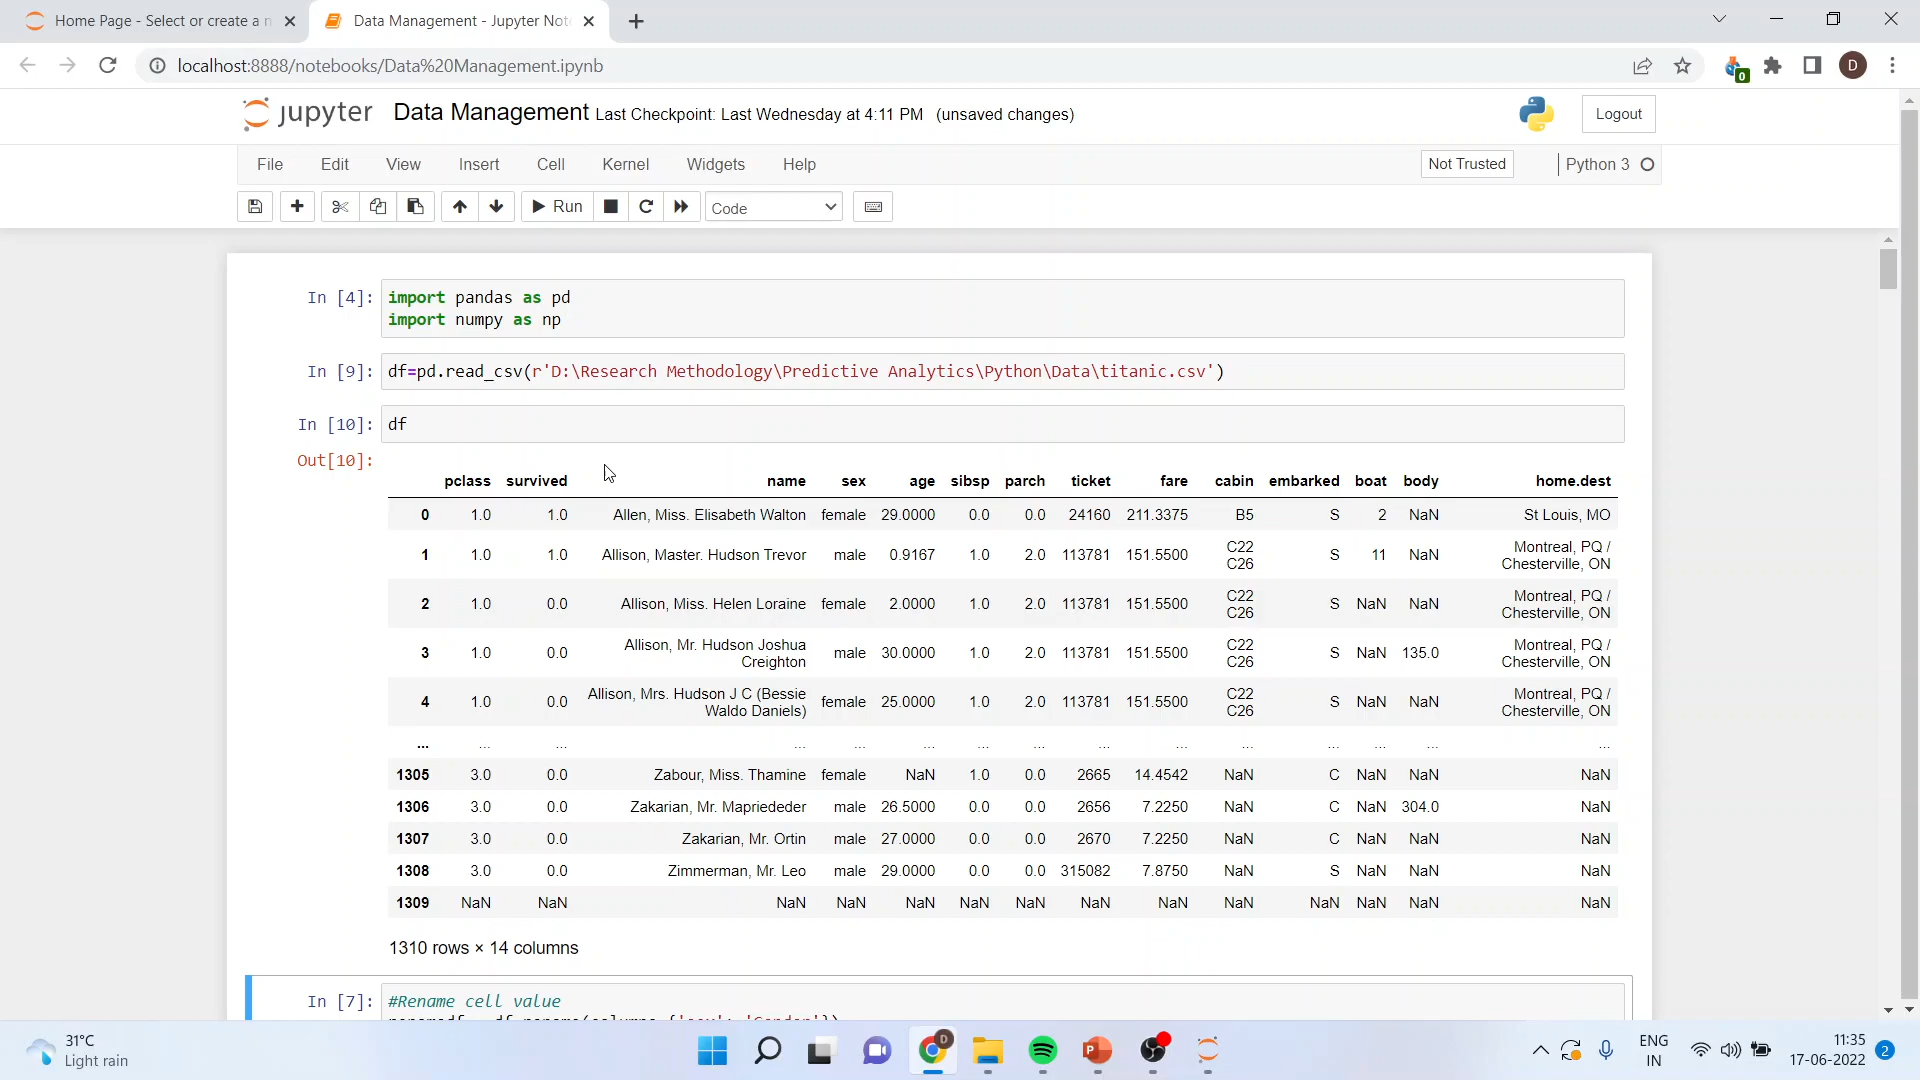 Home Page - Select or create a n
Data Management - Jupyter Not
localhost:8888/notebooks/Data%20Management.ipynb
0
D
jupyter Data Management Last Checkpoint: Last Wednesday at 4:11 PM (unsaved changes)
Logout
File Edit View Insert Cell Kernel Widgets Help
Not Trusted
Python 3
Run
Code
In [4]: import pandas as pd
import numpy as np
In [9]: df=pd.read_csv(r'D:\Research Methodology\Predictive Analytics\Python\Data\titanic.csv')
In [10]: df
Out[10]:
pclass survived name sex age sibsp parch ticket fare cabin embarked boat body home.dest
0 1.0 1.0 Allen, Miss. Elisabeth Walton female 29.0000 0.0 0.0 24160 211.3375 B5 S 2 NaN St Louis, MO
1 1.0 1.0 Allison, Master. Hudson Trevor male 0.9167 1.0 2.0 113781 151.5500 C22 C26 S 11 NaN Montreal, PQ / Chesterville, ON
2 1.0 0.0 Allison, Miss. Helen Loraine female 2.0000 1.0 2.0 113781 151.5500 C22 C26 S NaN NaN Montreal, PQ / Chesterville, ON
3 1.0 0.0 Allison, Mr. Hudson Joshua Creighton male 30.0000 1.0 2.0 113781 151.5500 C22 C26 S NaN 135.0 Montreal, PQ / Chesterville, ON
4 1.0 0.0 Allison, Mrs. Hudson J C (Bessie Waldo Daniels) female 25.0000 1.0 2.0 113781 151.5500 C22 C26 S NaN NaN Montreal, PQ / Chesterville, ON
... ... ... ... ... ... ... ... ... ... ... ... ... ... ...
1305 3.0 0.0 Zabour, Miss. Thamine female NaN 1.0 0.0 2665 14.4542 NaN C NaN NaN NaN
1306 3.0 0.0 Zakarian, Mr. Mapriededer male 26.5000 0.0 0.0 2656 7.2250 NaN C NaN 304.0 NaN
1307 3.0 0.0 Zakarian, Mr. Ortin male 27.0000 0.0 0.0 2670 7.2250 NaN C NaN NaN NaN
1308 3.0 0.0 Zimmerman, Mr. Leo male 29.0000 0.0 0.0 315082 7.8750 NaN S NaN NaN NaN
1309 NaN NaN NaN NaN NaN NaN NaN NaN NaN NaN NaN NaN NaN NaN
1310 rows × 14 columns
In [7]: #Rename cell value
31°C
Light rain
D
P
ENG
IN
11:35
17-06-2022
2